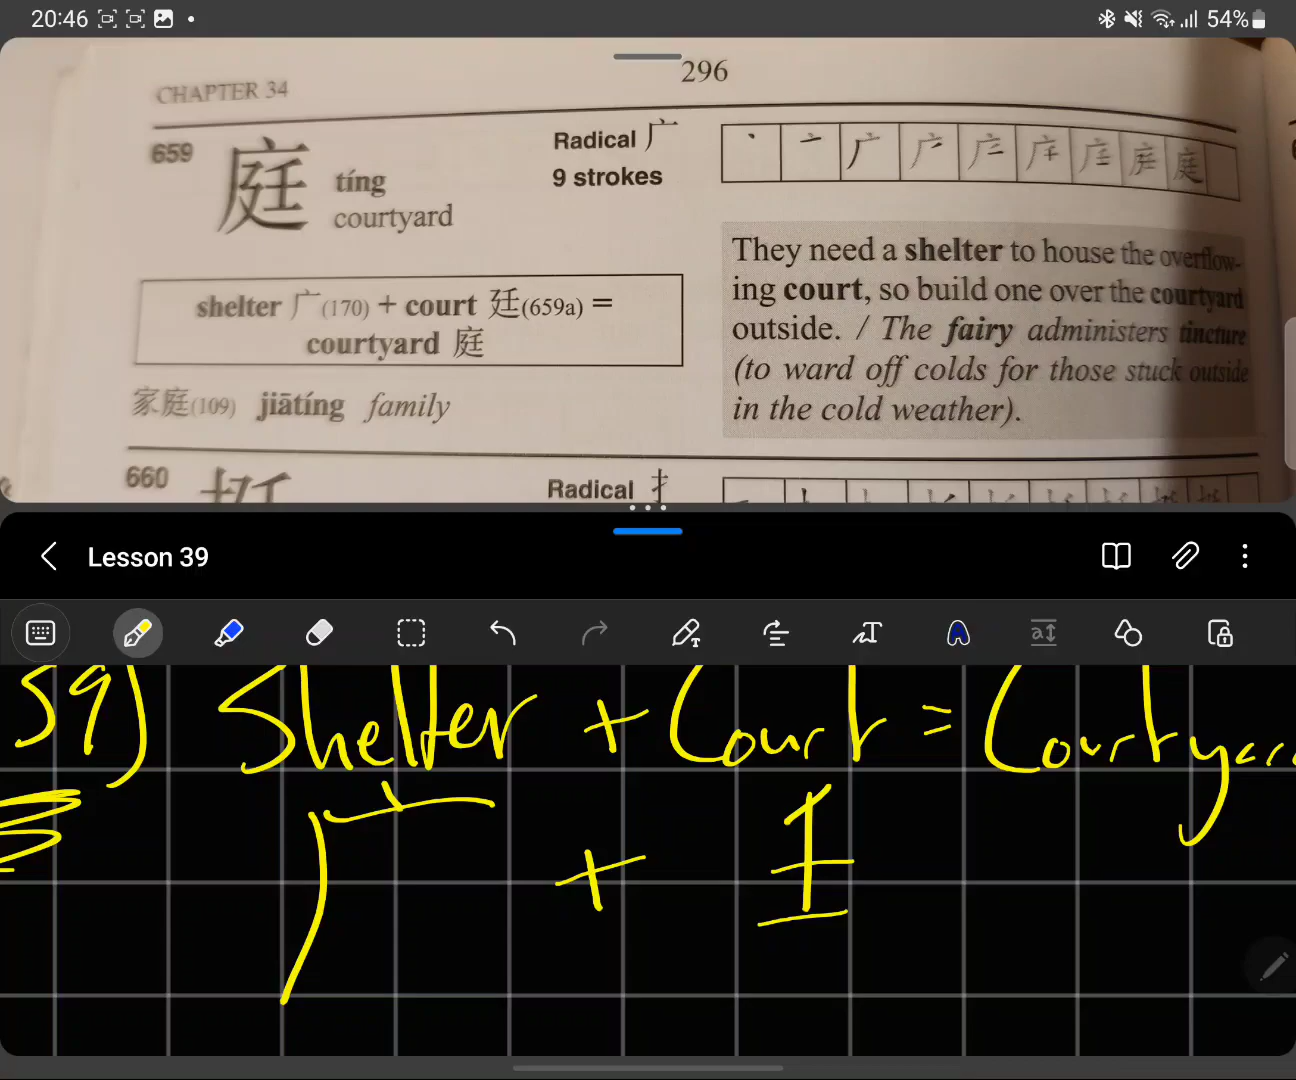 20:46
54%
CHAPTER 34
296
659 庭 tíng
courtyard
Radical 广
9 strokes
shelter 广(170) + court 廷(659a) =
courtyard 庭
家庭(109) jiātíng family
They need a shelter to house the overflow-
ing court, so build one over the courtyard
outside. / The fairy administers tincture
(to ward off colds for those stuck outside
in the cold weather).
660
Radical 扌
Lesson 39
59) Shelter + Court = Courtyar
广 + 𡈼